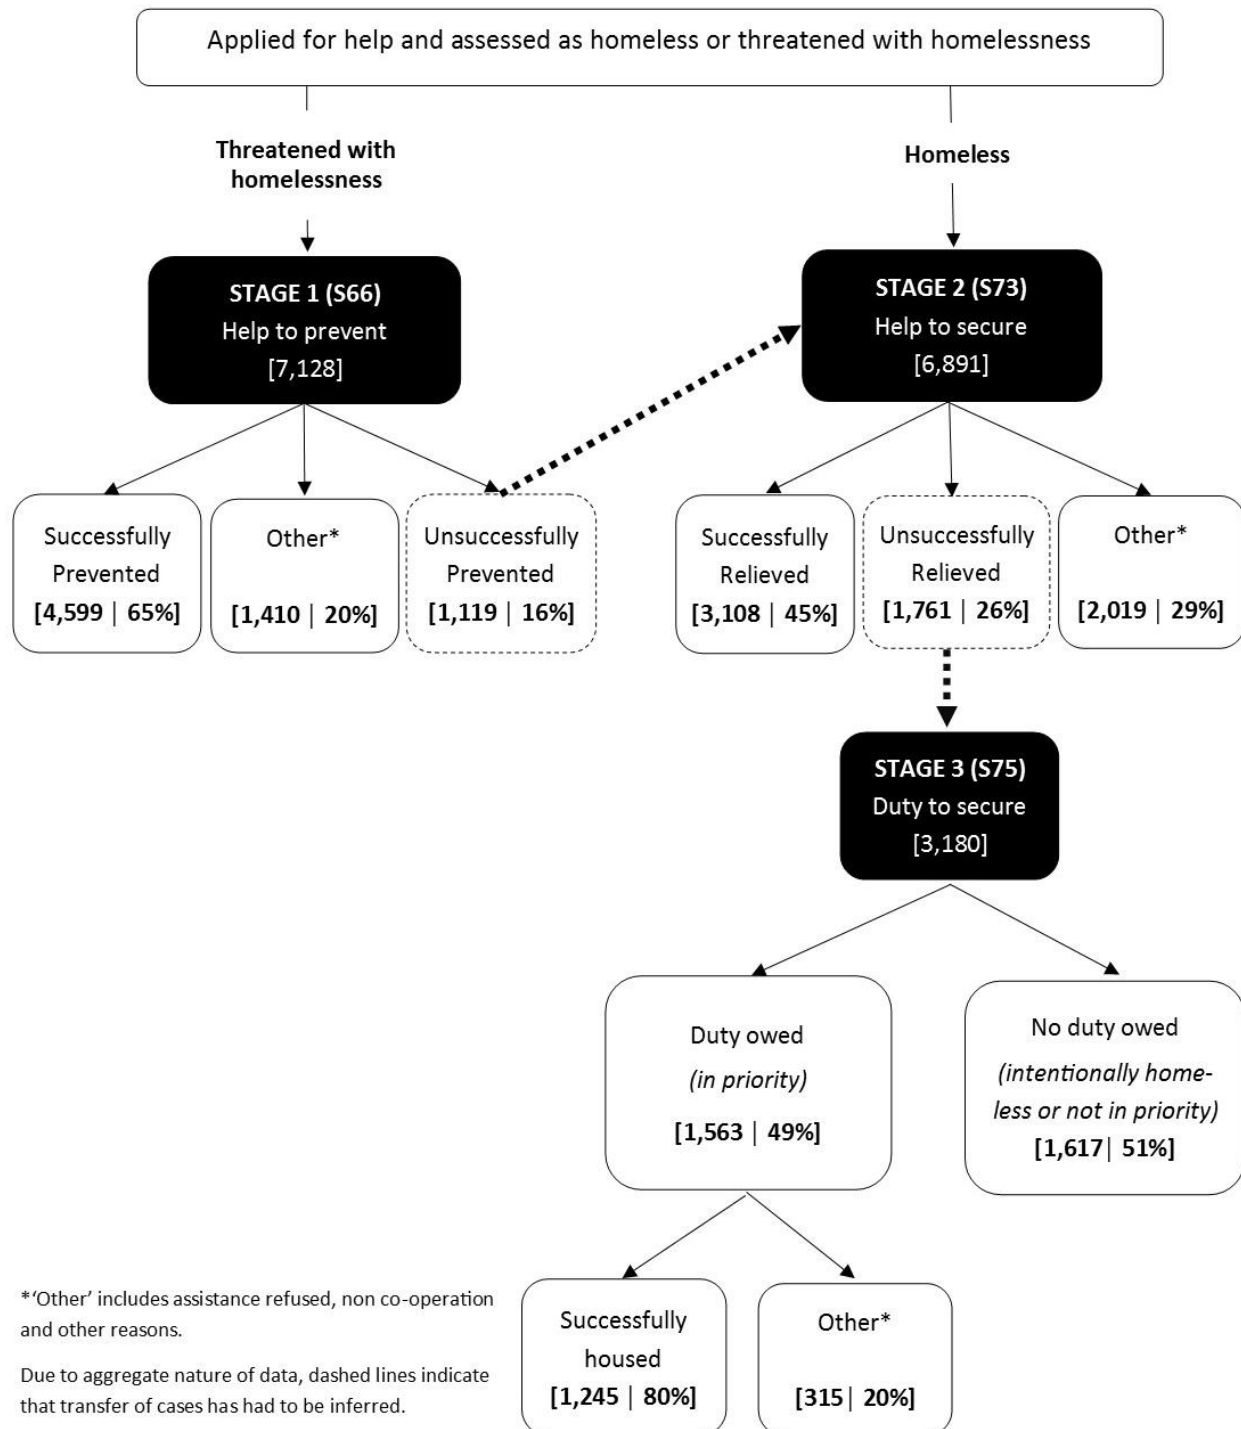 Applied for help and assessed as homeless or threatened with homelessness
Threatened with
homelessness
Homeless
STAGE 1 (S66)
Help to prevent
[7,128]
STAGE 2 (S73)
Help to secure
[6,891]
Successfully
Prevented
[4,599 | 65%]
Other*
[1,410 | 20%]
Unsuccessfully
Prevented
[1,119 | 16%]
Successfully
Relieved
[3,108 | 45%]
Unsuccessfully
Relieved
[1,761 | 26%]
Other*
[2,019 | 29%]
STAGE 3 (S75)
Duty to secure
[3,180]
Duty owed
(in priority)
[1,563 | 49%]
No duty owed
(intentionally home-
less or not in priority)
[1,617| 51%]
Successfully
housed
[1,245 | 80%]
Other*
[315| 20%]
*‘Other’ includes assistance refused, non co-operation
and other reasons.
Due to aggregate nature of data, dashed lines indicate
that transfer of cases has had to be inferred.